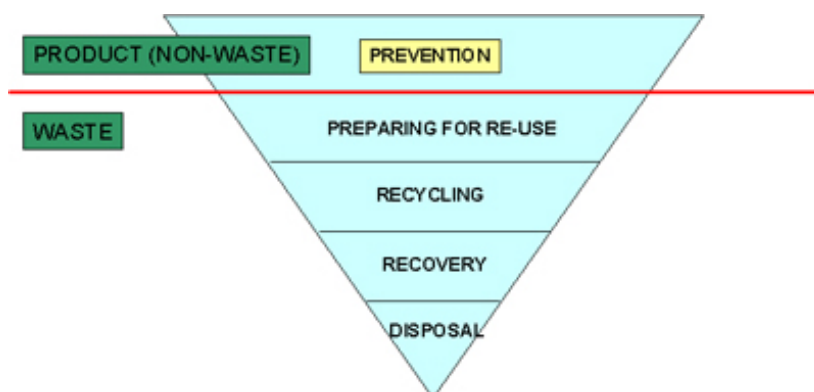 PRODUCT (NON-WASTE)
PREVENTION
WASTE
PREPARING FOR RE-USE
RECYCLING
RECOVERY
DISPOSAL